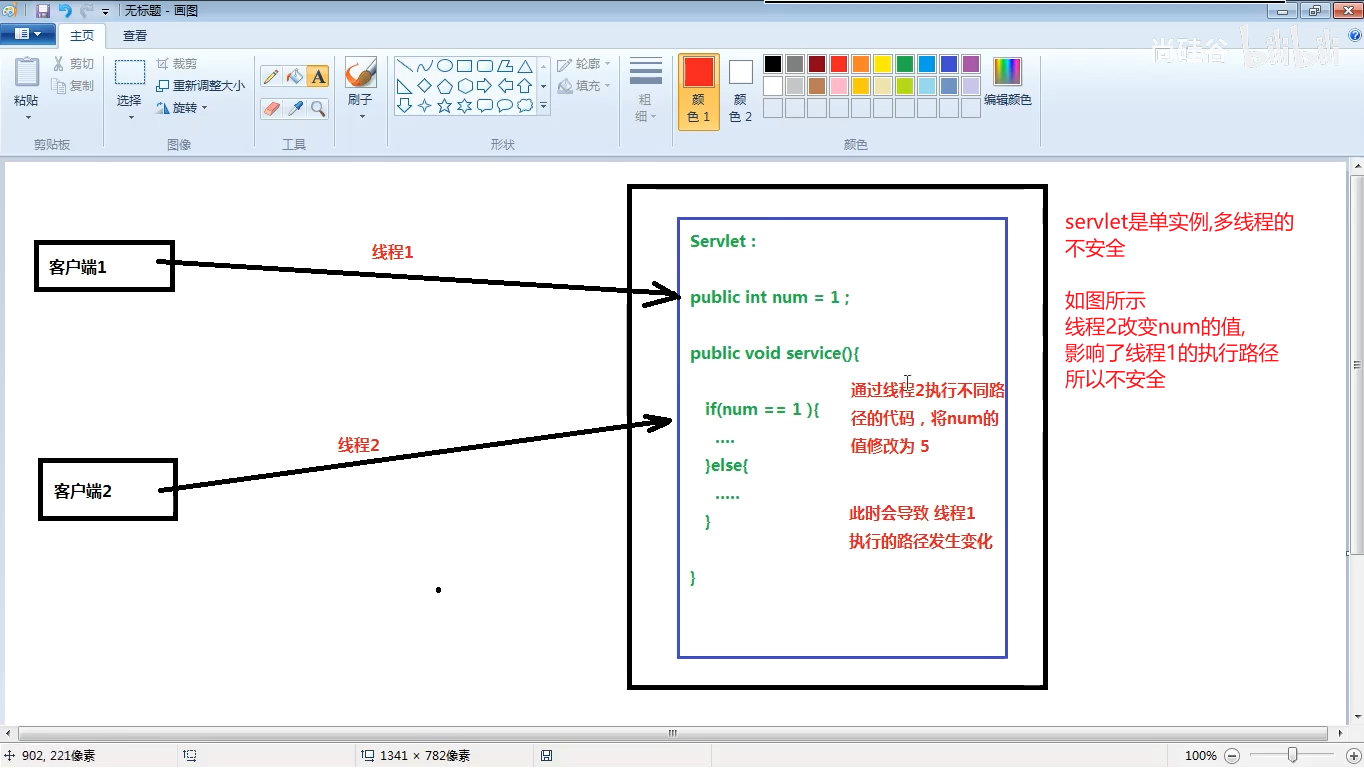 无标题 - 画图
主页
查看
粘贴
剪切
复制
剪贴板
选择
裁剪
重新调整大小
旋转
图像
A
工具
刷子
形状
轮廓
填充
粗
细
颜
色 1
颜
色 2
编辑颜色
颜色
尚硅谷 bilibili
客户端1
线程1
客户端2
线程2
Servlet :
public int num = 1 ;
public void service(){
if(num == 1 ){
....
}else{
.....
}
}
通过线程2执行不同路
径的代码，将num的
值修改为 5
此时会导致 线程1
执行的路径发生变化
servlet是单实例,多线程的
不安全
如图所示
线程2改变num的值,
影响了线程1的执行路径
所以不安全
902, 221像素
1341 × 782像素
100%